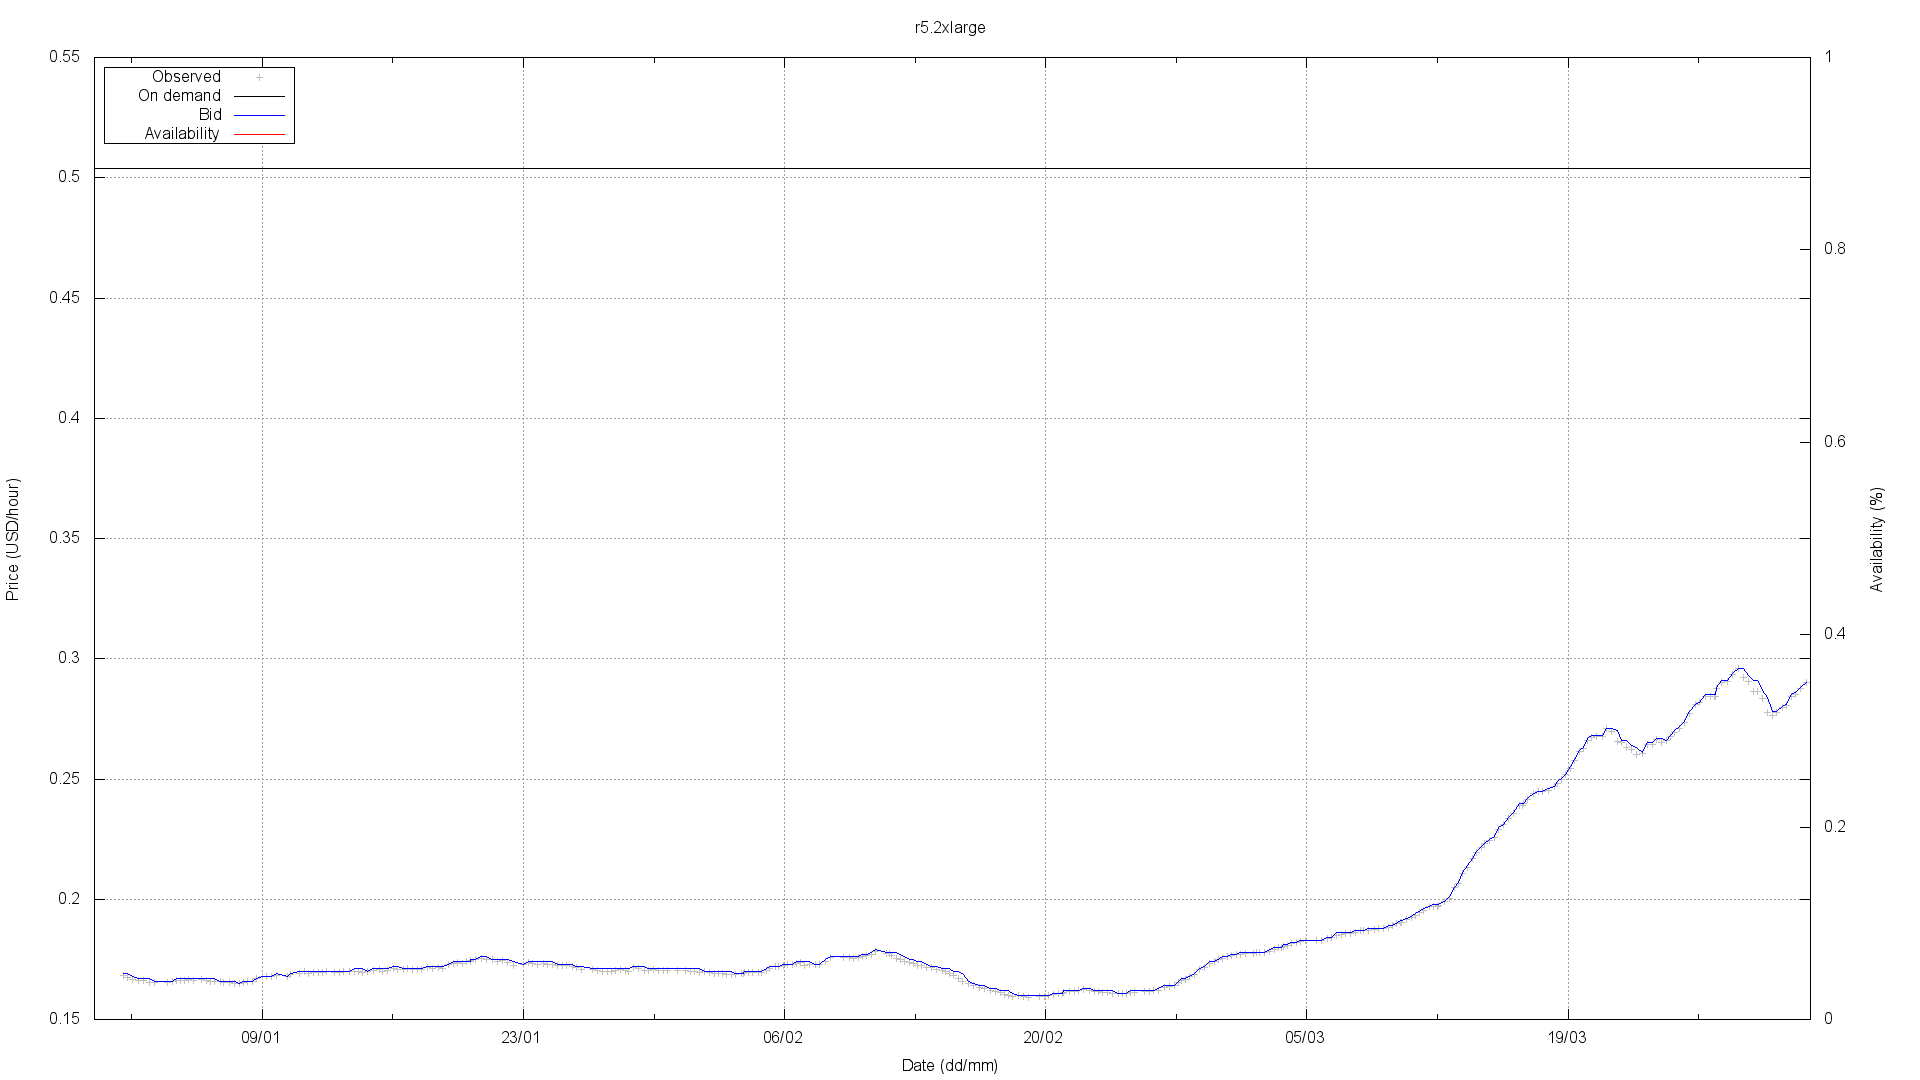 r5.2xlarge
Observed
On demand
Bid
Availability
0.55
0.5
0.45
0.4
0.35
0.3
0.25
0.2
0.15
Price (USD/hour)
1
0.8
0.6
0.4
0.2
0
Availability (%)
09/01 23/01 06/02 20/02 05/03 19/03
Date (dd/mm)